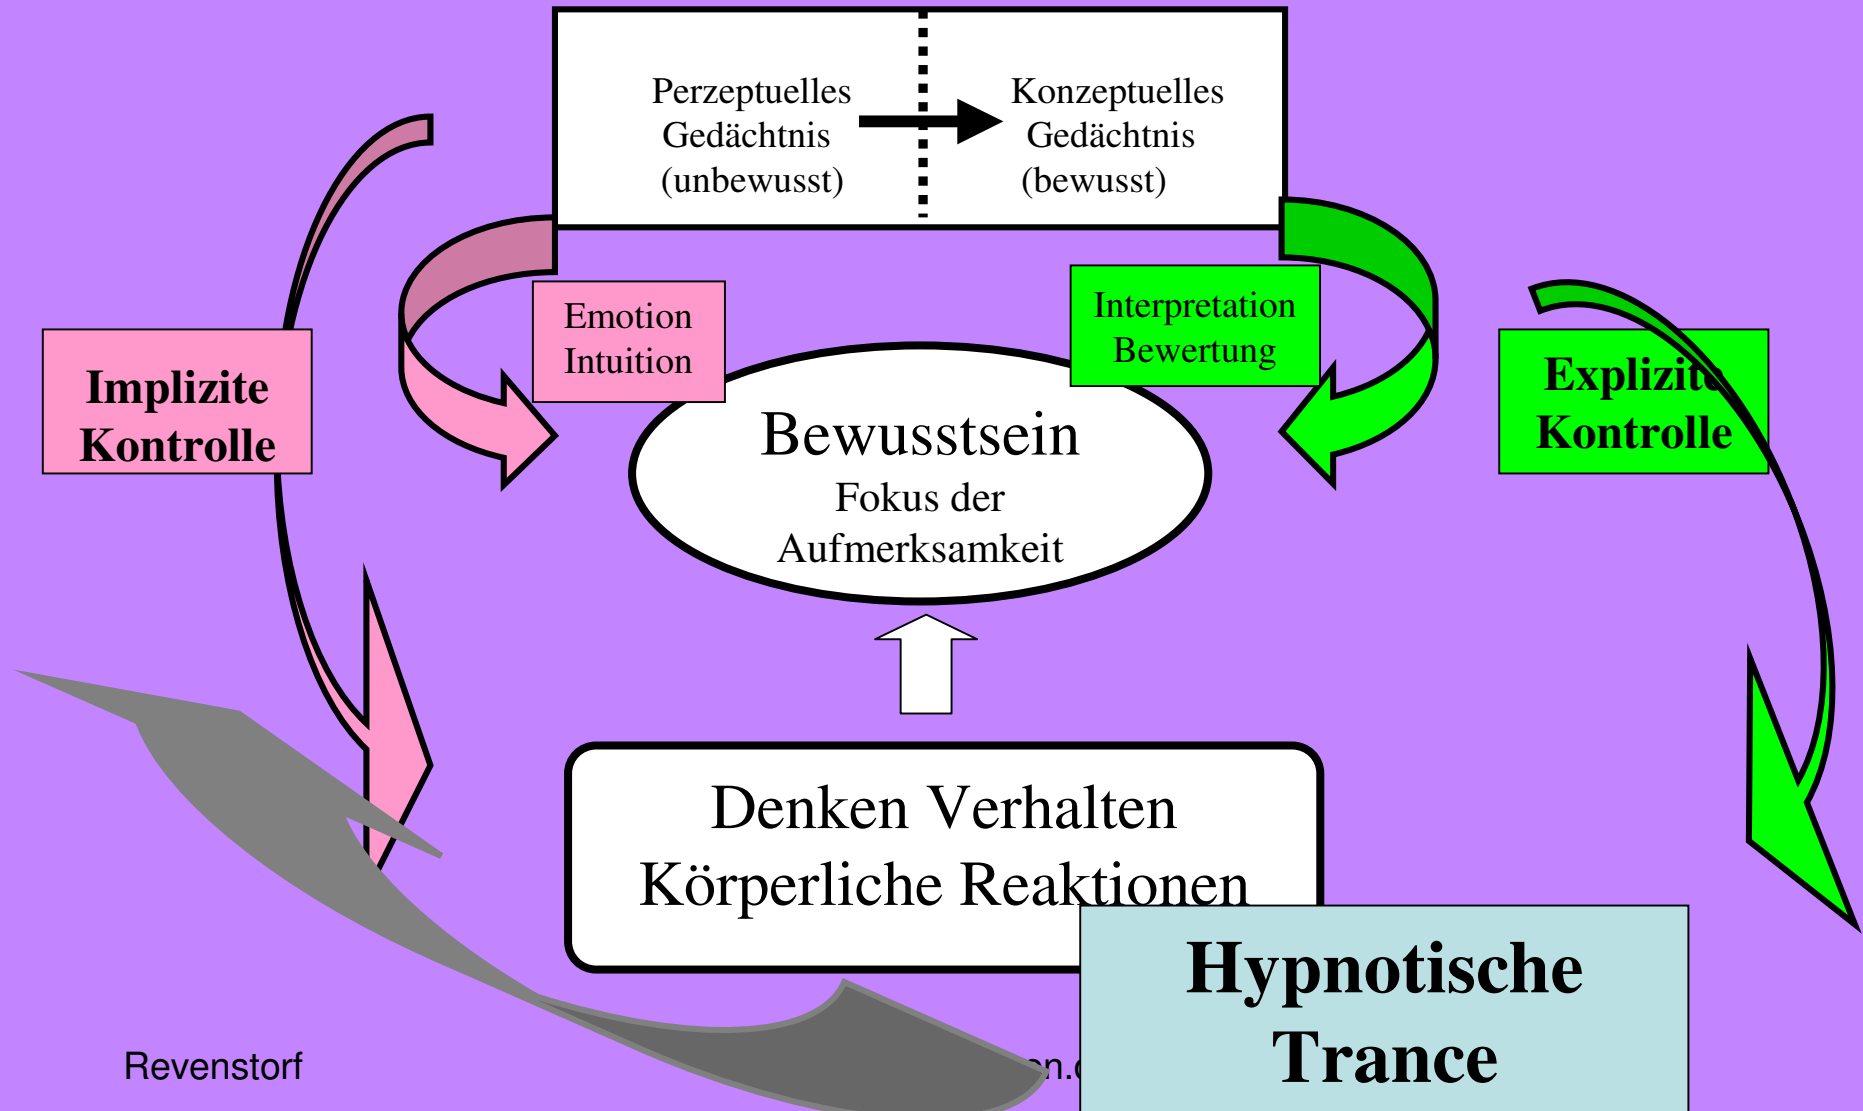 Perzeptuelles
Gedächtnis
(unbewusst)
Konzeptuelles
Gedächtnis
(bewusst)
Emotion
Intuition
Interpretation
Bewertung
Implizite
Kontrolle
Explizite
Kontrolle
Bewusstsein
Fokus der
Aufmerksamkeit
Denken Verhalten
Körperliche Reaktionen
Hypnotische
Trance
Revenstorf